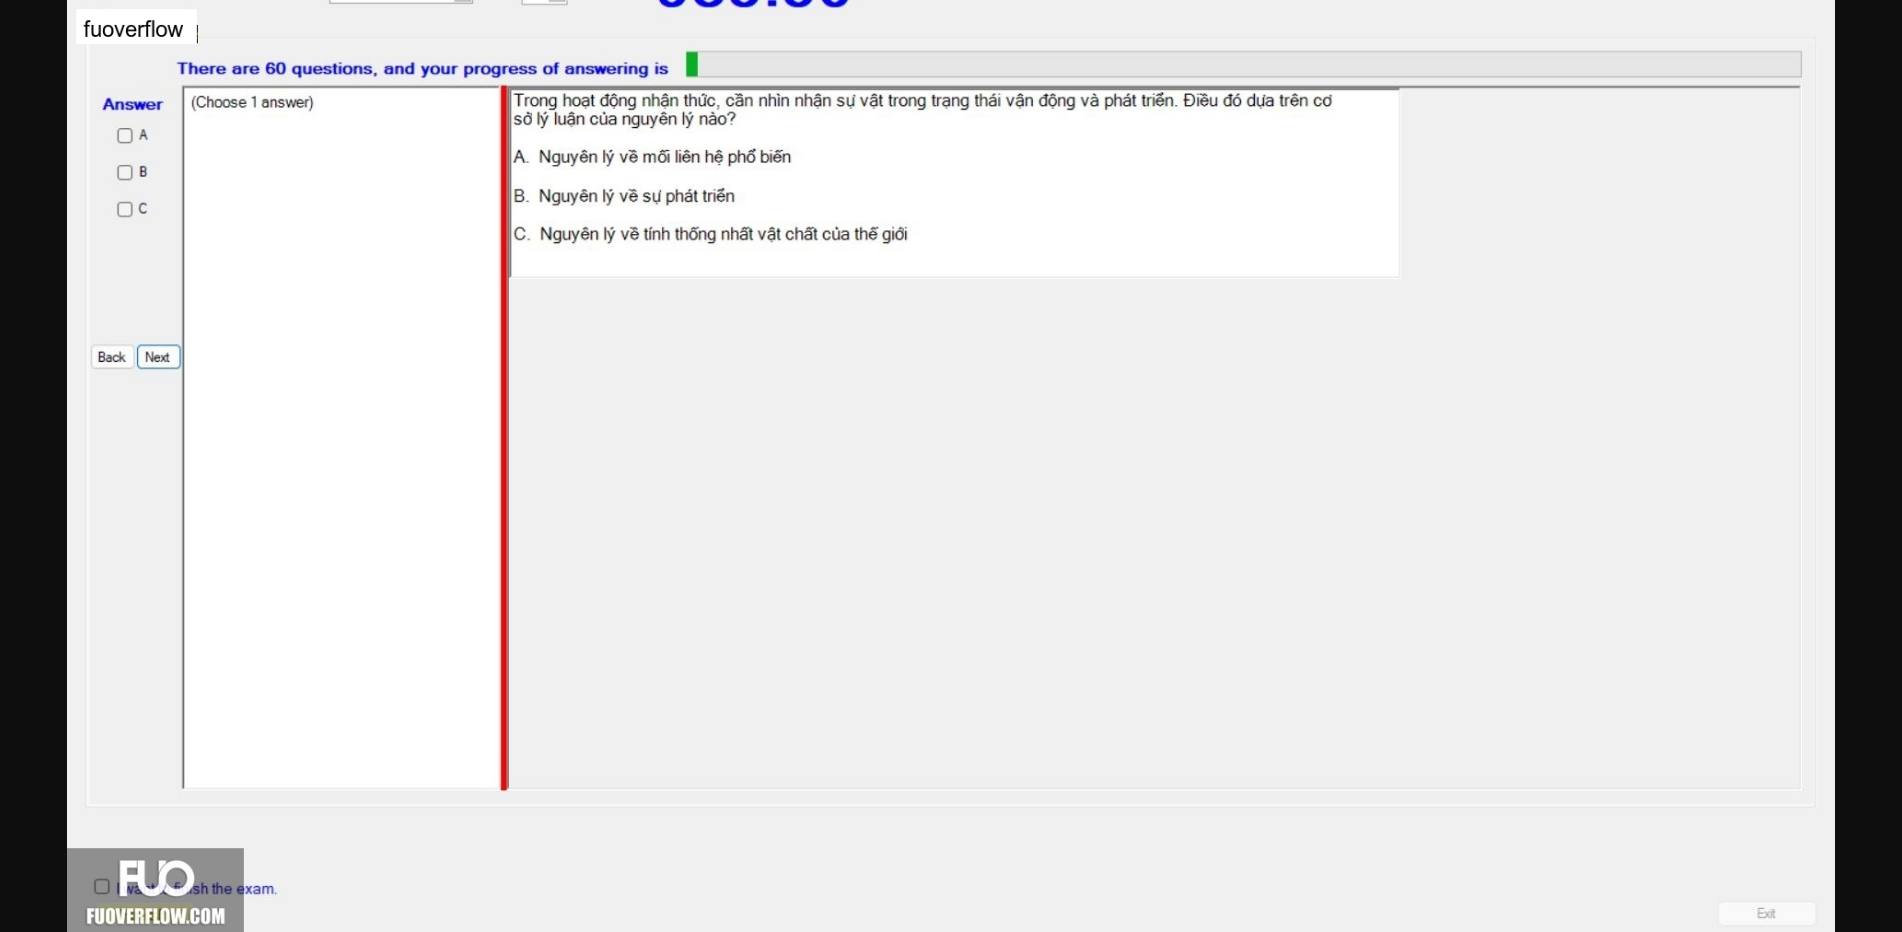 fuoverflow
There are 60 questions, and your progress of answering is
Answer
(Choose 1 answer)
A
B
C
Back
Next
Trong hoạt động nhận thức, cần nhìn nhận sự vật trong trạng thái vận động và phát triển. Điều đó dựa trên cơ
sở lý luận của nguyên lý nào?
A. Nguyên lý về mối liên hệ phổ biến
B. Nguyên lý về sự phát triển
C. Nguyên lý về tính thống nhất vật chất của thế giới
FUO
the exam.
FUOVERFLOW.COM
Exit